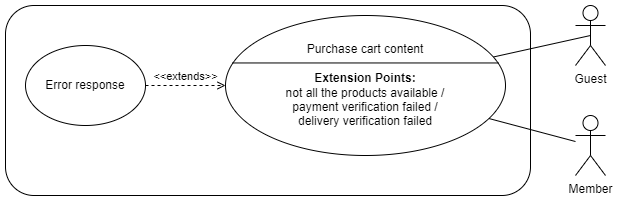 Purchase cart content
Error response
<<extends>>
Extension Points:
not all the products available /
payment verification failed /
delivery verification failed
Guest
Member